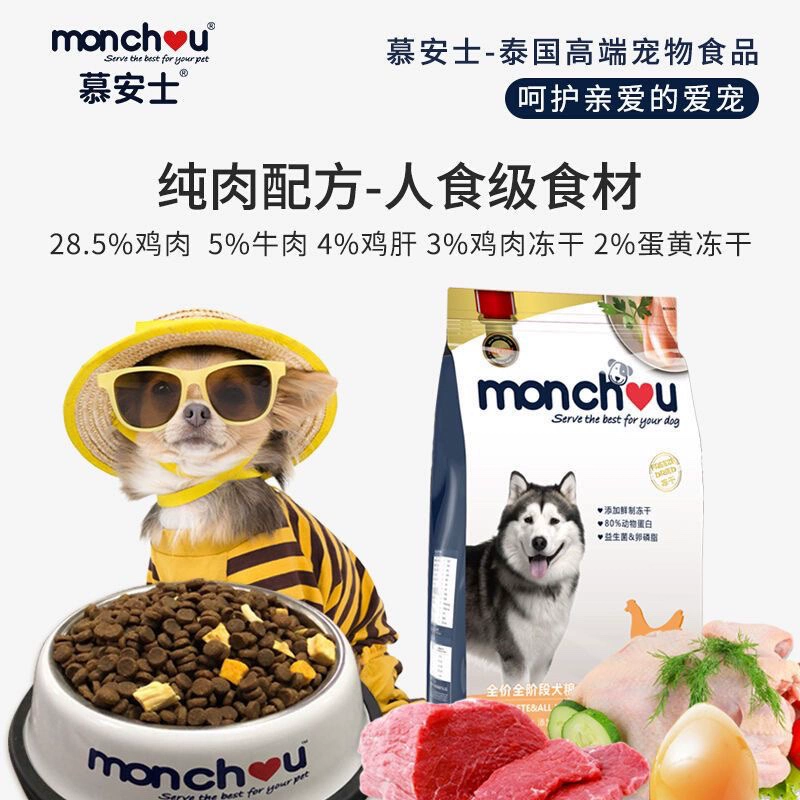 monchou®
Serve the best for your pet
慕安士®
慕安士-泰国高端宠物食品
呵护亲爱的爱宠
纯肉配方-人食级食材
28.5%鸡肉 5%牛肉 4%鸡肝 3%鸡肉冻干 2%蛋黄冻干
monchou
Serve the best for your dog
FREEZE
DRIED
冻干
♥添加鲜制冻干
♥80%动物蛋白
♥益生菌&卵磷脂
全价全阶段犬粮
monchou
Serve the best for your pet